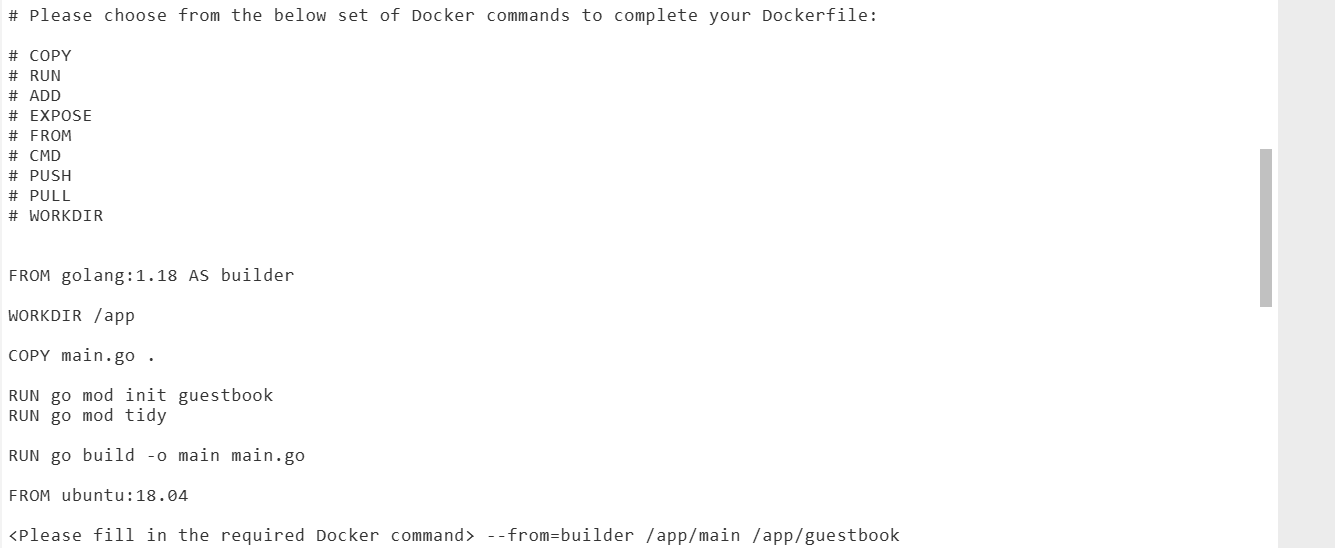 # Please choose from the below set of Docker commands to complete your Dockerfile:
# COPY
# RUN
# ADD
# EXPOSE
# FROM
# CMD
# PUSH
# PULL
# WORKDIR
FROM golang:1.18 AS builder
WORKDIR /app
COPY main.go .
RUN go mod init guestbook
RUN go mod tidy
RUN go build -o main main.go
FROM ubuntu:18.04
<Please fill in the required Docker command> --from=builder /app/main /app/guestbook